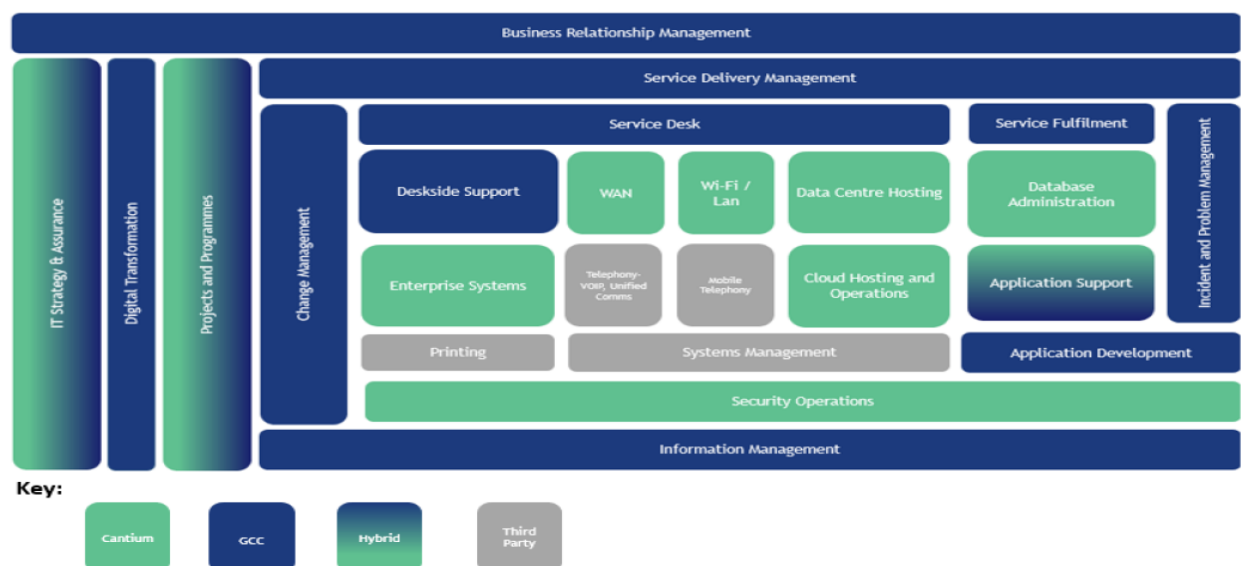 Business Relationship Management
Service Delivery Management
IT Strategy & Assurance
Digital Transformation
Projects and Programmes
Change Management
Service Desk
Service Fulfilment
Incident and Problem Management
Deskside Support
WAN
Wi-Fi /
Lan
Data Centre Hosting
Database
Administration
Enterprise Systems
Telephony-
VOIP, Unified
Comms
Mobile
Telephony
Cloud Hosting and
Operations
Application Support
Printing
Systems Management
Application Development
Security Operations
Information Management
Key:
Cantium
GCC
Hybrid
Third
Party